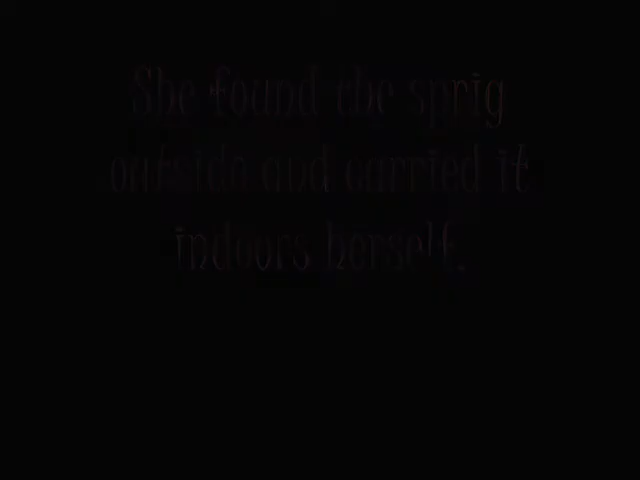 She found the sprig
outside and carried it
indoors herself.